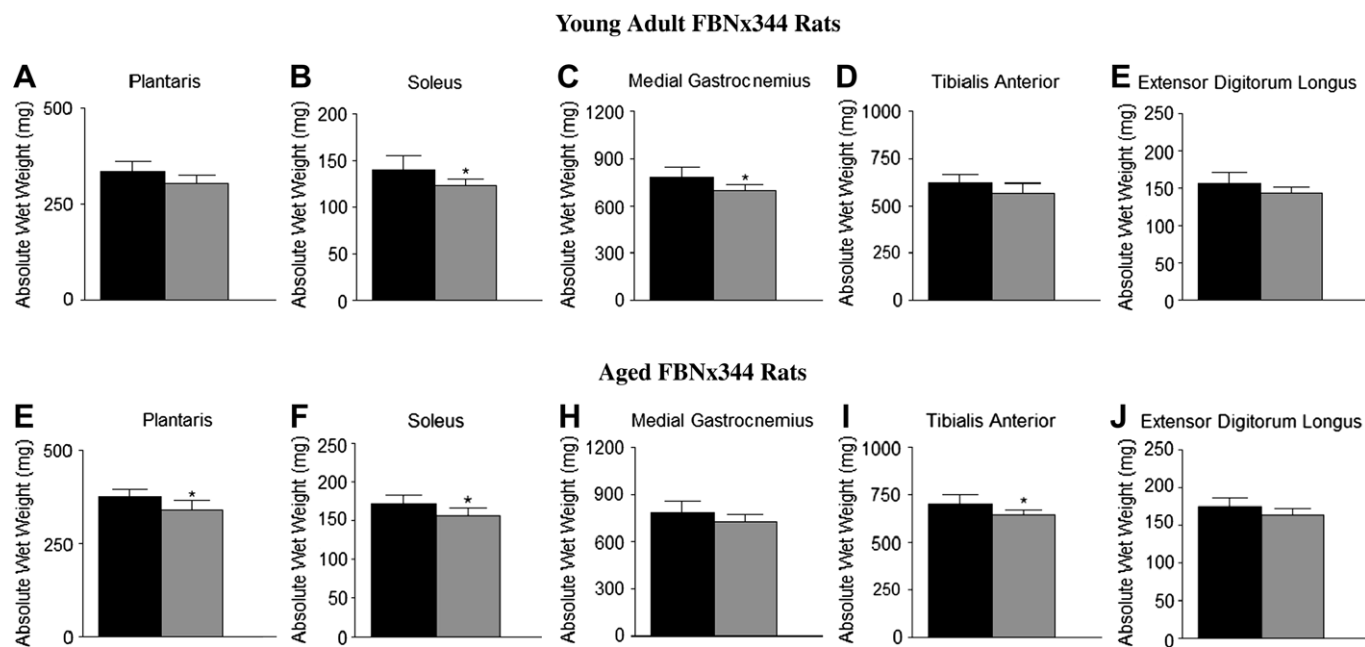 Young Adult FBNx344 Rats
A
Plantaris
Absolute Wet Weight (mg)
500
250
0
B
Soleus
Absolute Wet Weight (mg)
200
150
100
50
0
*
C
Medial Gastrocnemius
Absolute Wet Weight (mg)
1200
900
600
300
0
*
D
Tibialis Anterior
Absolute Wet Weight (mg)
1000
750
500
250
0
E
Extensor Digitorum Longus
Absolute Wet Weight (mg)
250
200
150
100
50
0
Aged FBNx344 Rats
E
Plantaris
Absolute Wet Weight (mg)
500
250
0
*
F
Soleus
Absolute Wet Weight (mg)
250
200
150
100
50
0
*
H
Medial Gastrocnemius
Absolute Wet Weight (mg)
1200
900
600
300
0
I
Tibialis Anterior
Absolute Wet Weight (mg)
1000
750
500
250
0
*
J
Extensor Digitorum Longus
Absolute Wet Weight (mg)
250
200
150
100
50
0